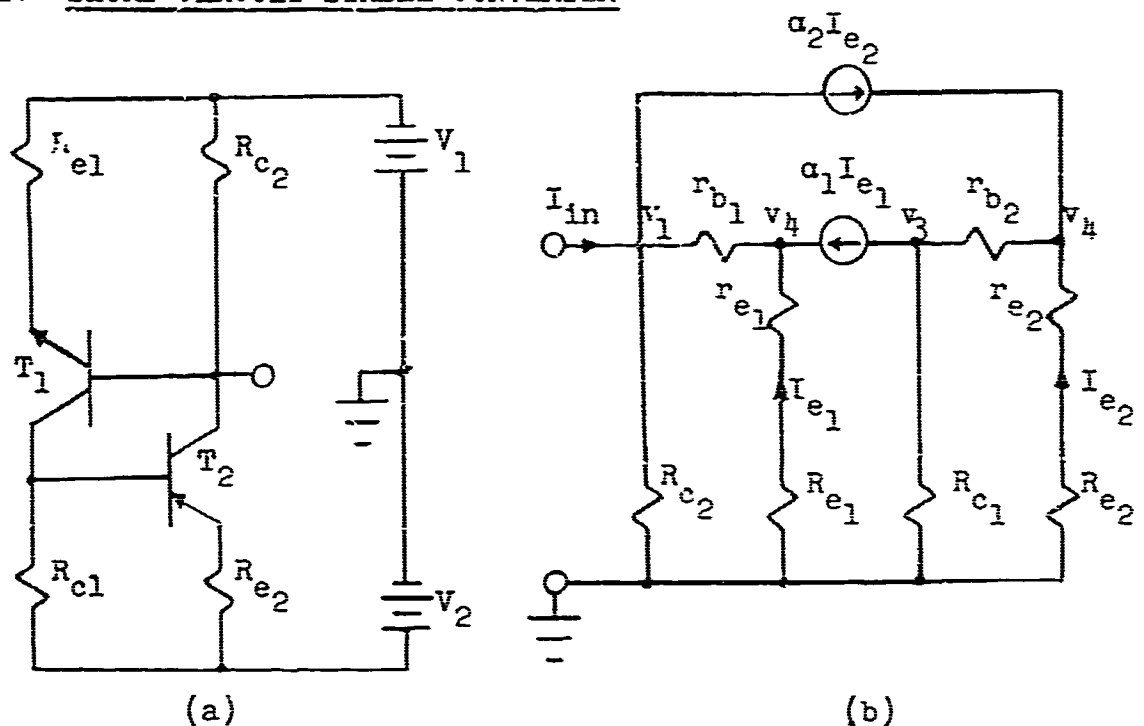 α₂Iₑ₂
Rc₂
V₁
Iin
V₁
rb₁
v₄
α₁Iₑ₁
v₃
rb₂
v₄
rₑ₁
rₑ₂
T₁
Iₑ₁
Iₑ₂
T₂
Rc1
Rₑ₂
V₂
Rc₂
Rₑ₁
Rc₁
Rₑ₂
(a)
(b)